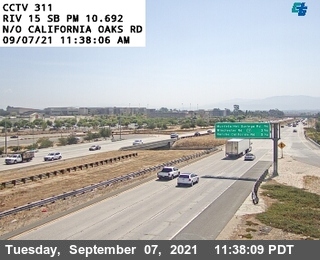 CCTV 311
RIV 15 SB PM 10.692
N/O CALIFORNIA OAKS RD
09/07/21 11:38:06 AM
Tuesday, September 07, 2021 11:38:09 PDT